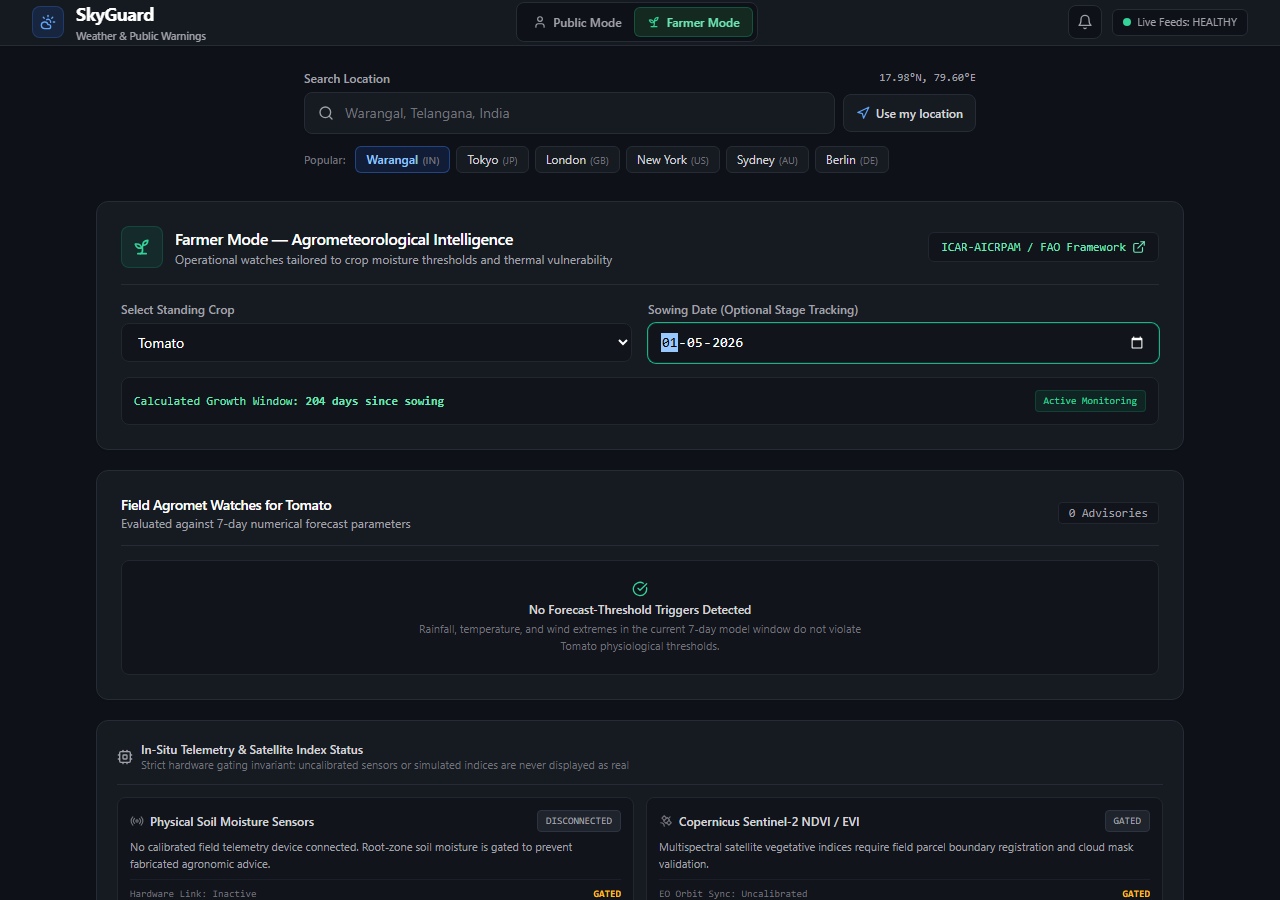 SkyGuard
Weather & Public Warnings
Public Mode
Farmer Mode
Live Feeds: HEALTHY
Search Location
17.98°N, 79.60°E
Warangal, Telangana, India
Use my location
Popular:
Warangal (IN)
Tokyo (JP)
London (GB)
New York (US)
Sydney (AU)
Berlin (DE)
Farmer Mode — Agrometeorological Intelligence
Operational watches tailored to crop moisture thresholds and thermal vulnerability
ICAR-AICRPAM / FAO Framework
Select Standing Crop
Tomato
Sowing Date (Optional Stage Tracking)
01-05-2026
Calculated Growth Window: 204 days since sowing
Active Monitoring
Field Agromet Watches for Tomato
Evaluated against 7-day numerical forecast parameters
0 Advisories
No Forecast-Threshold Triggers Detected
Rainfall, temperature, and wind extremes in the current 7-day model window do not violate
Tomato physiological thresholds.
In-Situ Telemetry & Satellite Index Status
Strict hardware gating invariant: uncalibrated sensors or simulated indices are never displayed as real
Physical Soil Moisture Sensors
DISCONNECTED
No calibrated field telemetry device connected. Root-zone soil moisture is gated to prevent
fabricated agronomic advice.
Hardware Link: Inactive
GATED
Copernicus Sentinel-2 NDVI / EVI
GATED
Multispectral satellite vegetative indices require field parcel boundary registration and cloud mask
validation.
EO Orbit Sync: Uncalibrated
GATED